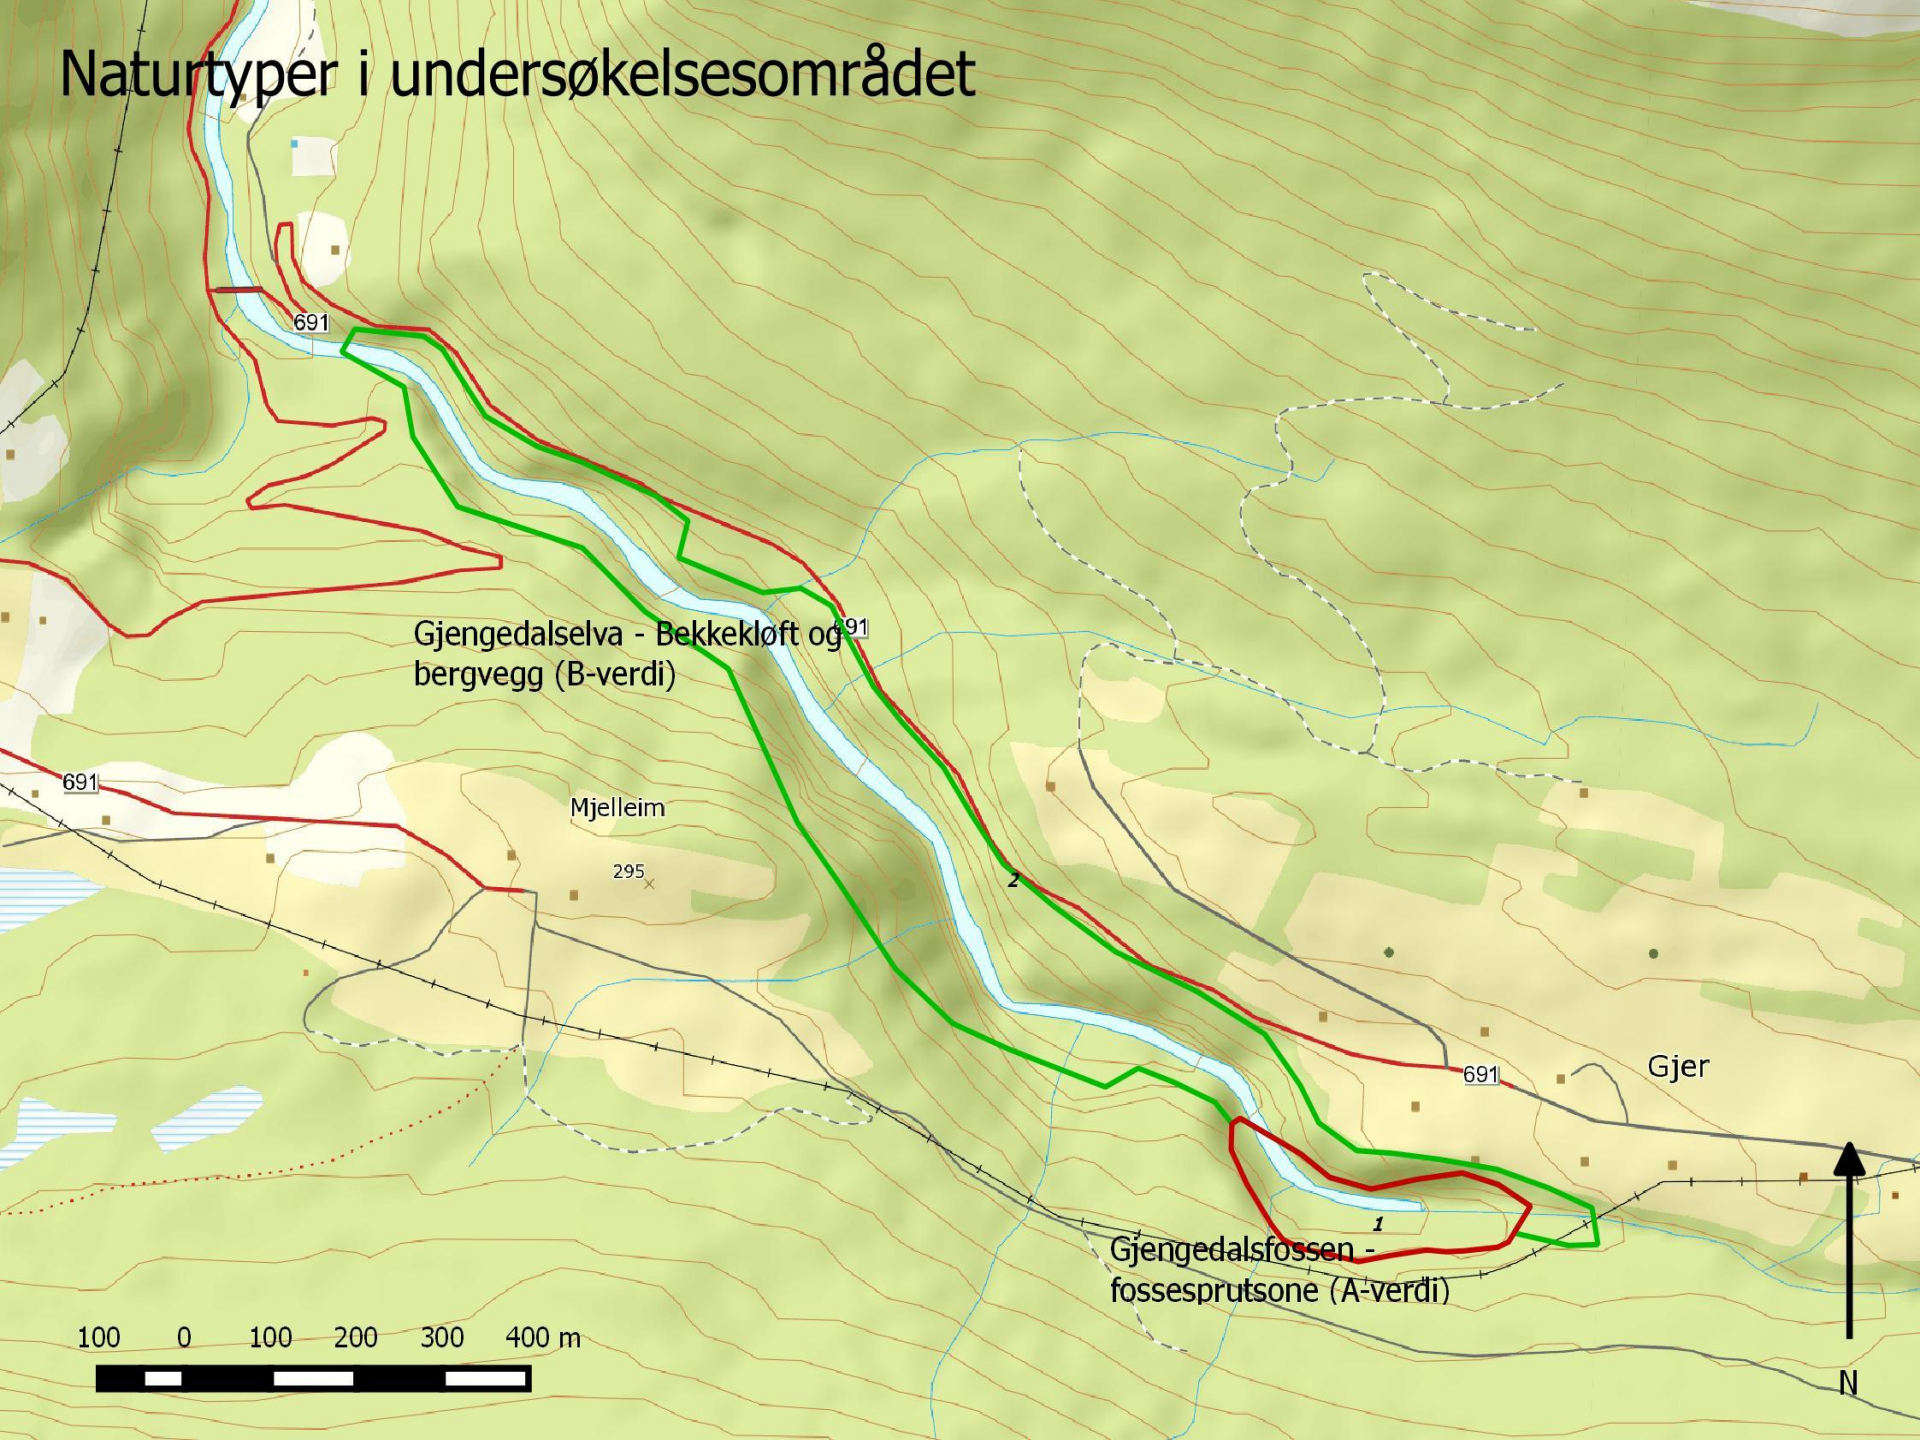 Naturtyper i undersøkelsesområdet
691
Gjengedalselva - Bekkekløft og
691
bergvegg (B-verdi)
691
Mjelleim
295
2
Gjer
691
1
Gjengedalsfossen -
fossesprutsone (A-verdi)
100 0 100 200 300 400 m
N